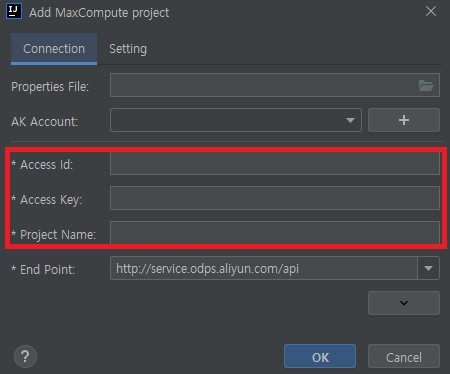 IJ Add MaxCompute project
Connection Setting
Properties File:
AK Account: +
* Access Id:
* Access Key:
* Project Name:
* End Point: http://service.odps.aliyun.com/api
? OK Cancel